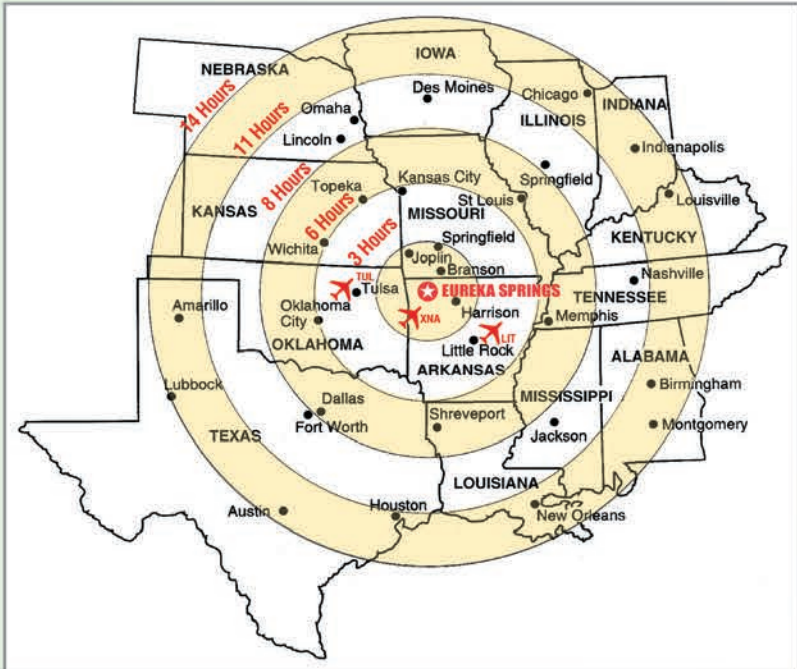 NEBRASKA
IOWA
Des Moines
Chicago
INDIANA
14 Hours
11 Hours
Omaha
Lincoln
ILLINOIS
Indianapolis
8 Hours
Topeka
Kansas City
Springfield
St Louis
Louisville
KANSAS
6 Hours
MISSOURI
KENTUCKY
Wichita
3 Hours
Springfield
Joplin
Branson
Nashville
TUL
Tulsa
EUREKA SPRINGS
TENNESSEE
Amarillo
Oklahoma
City
XNA
Harrison
Memphis
LIT
OKLAHOMA
Little Rock
ARKANSAS
ALABAMA
Lubbock
Dallas
Fort Worth
Shreveport
MISSISSIPPI
Birmingham
TEXAS
Jackson
Montgomery
LOUISIANA
Austin
Houston
New Orleans